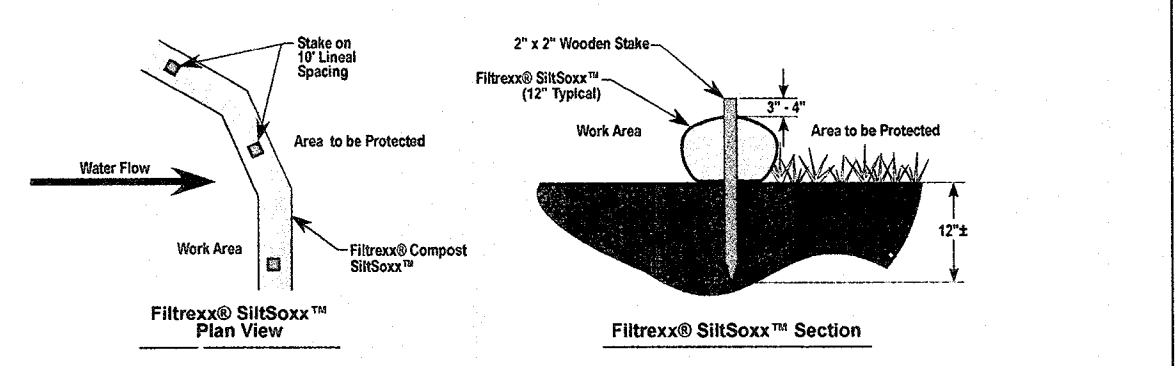 Stake on
10' Lineal
Spacing
Area to be Protected
Water Flow
Work Area
Filtrexx® Compost
SiltSoxx™
Filtrexx® SiltSoxx™
Plan View
2" x 2" Wooden Stake
Filtrexx® SiltSoxx™
(12" Typical)
3" - 4"
Work Area
Area to be Protected
12"±
Filtrexx® SiltSoxx™ Section